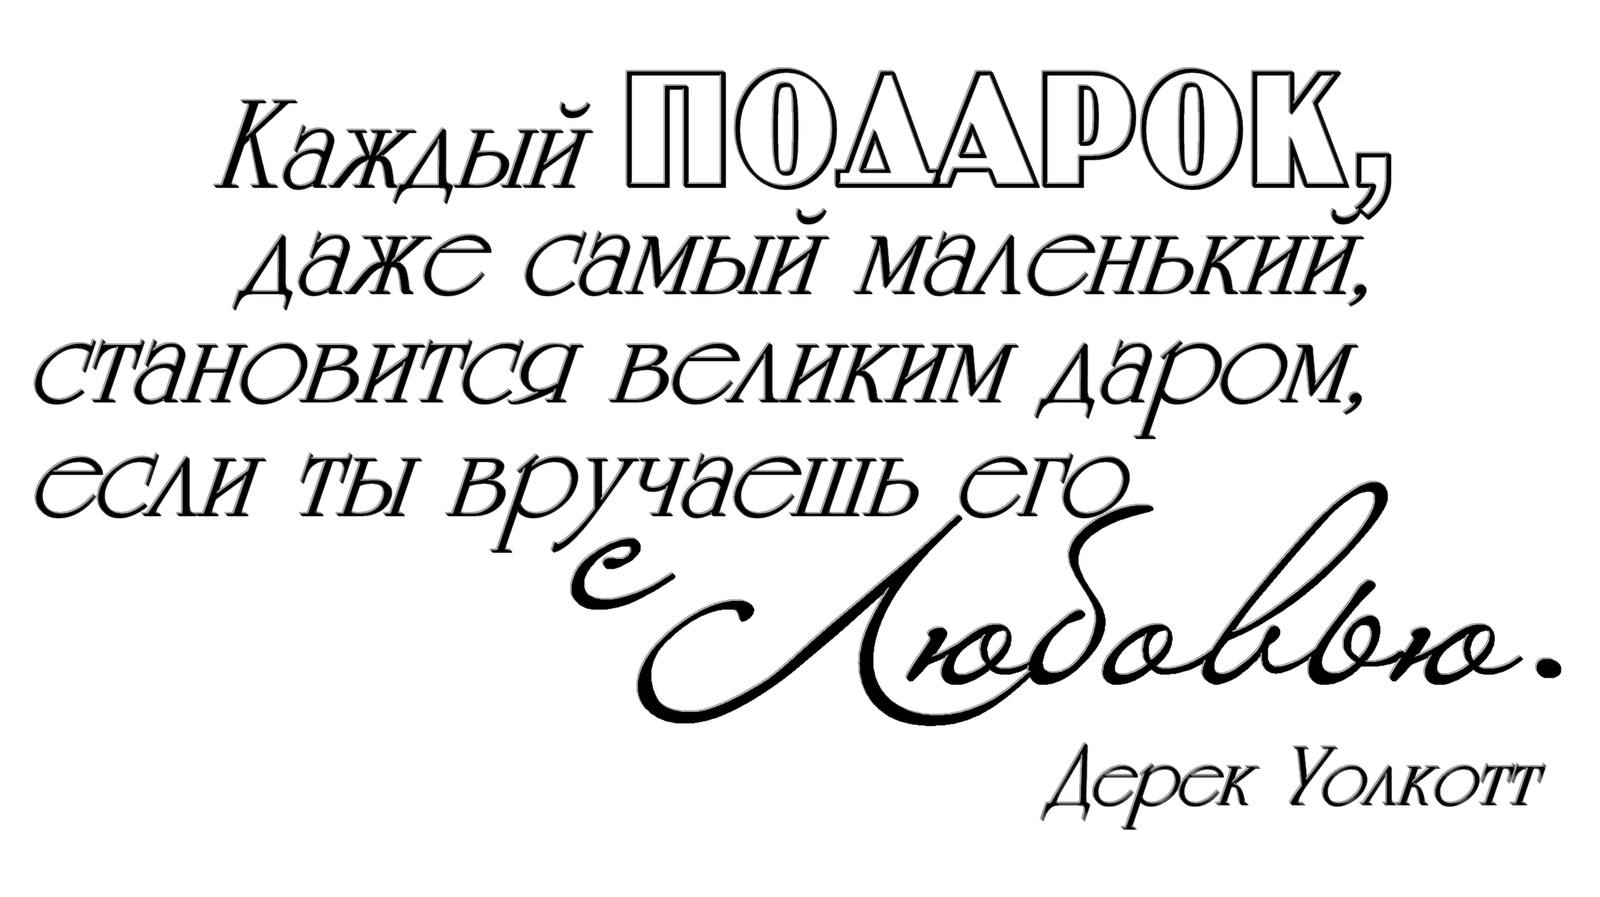 Каждый ПОДАРОК,
даже самый маленький,
становится великим даром,
если ты вручаешь его
с Любовью.
Дерек Уолкотт